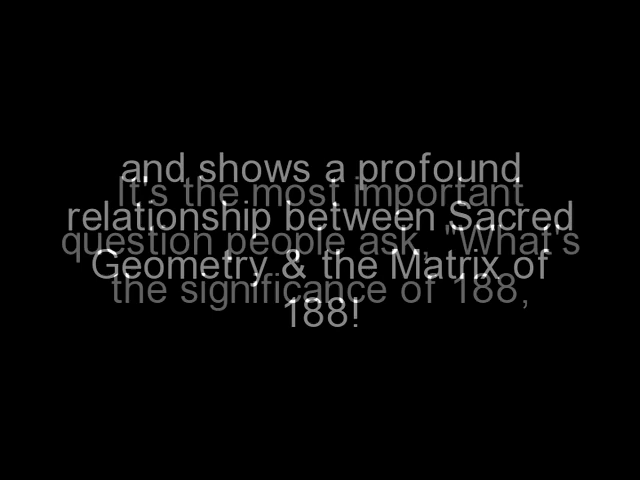 and shows a profound
It's the most important
relationship between Sacred
question people ask, "What's
Geometry & the Matrix of
the significance of 188,
188!